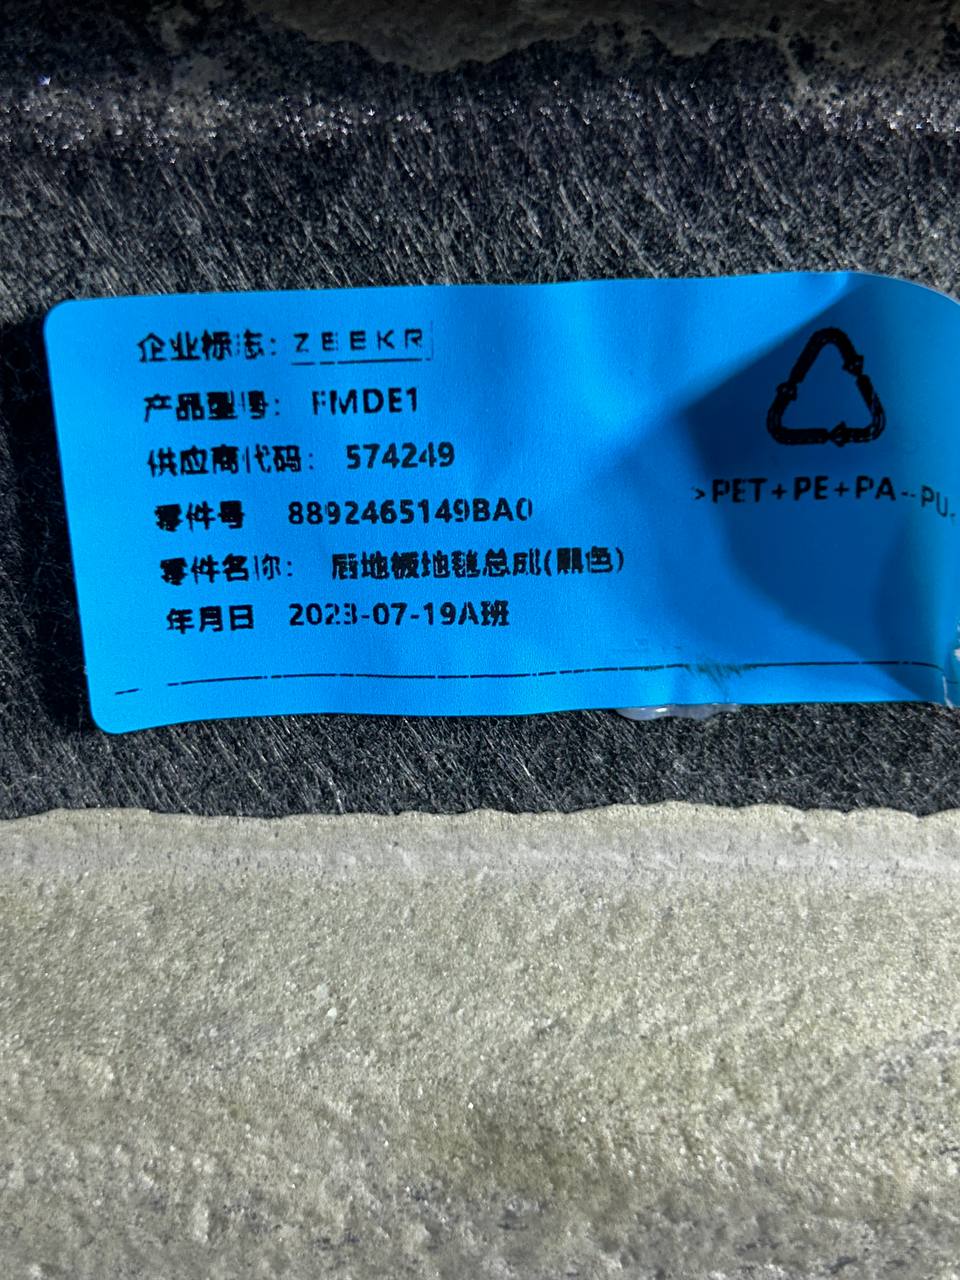 企业标志: ZEEKR
产品型号: FMDE1
供应商代码: 574249
零件号 8892465149BA0
零件名称: 后地板地毯总成(黑色)
年月日 2023-07-19A班
>PET+PE+PA+PU<